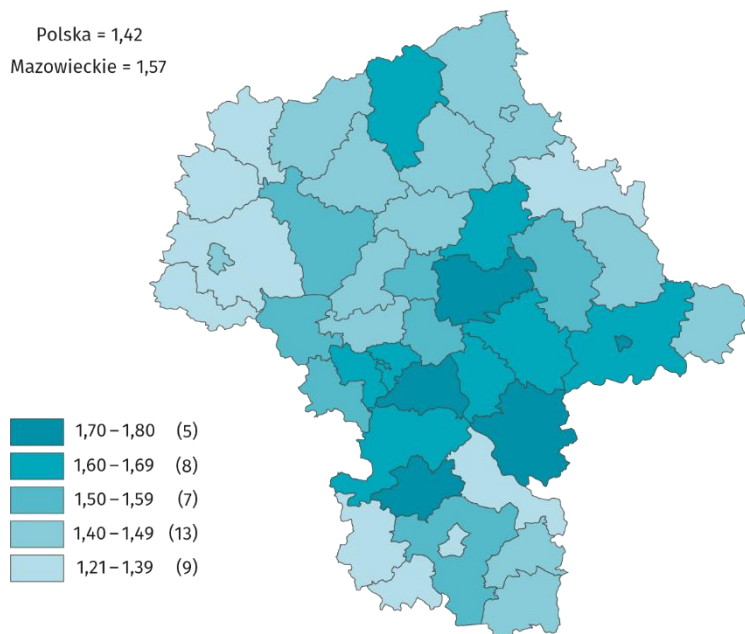 Polska = 1,42
Mazowieckie = 1,57
1,70 – 1,80 (5)
1,60 – 1,69 (8)
1,50 – 1,59 (7)
1,40 – 1,49 (13)
1,21 – 1,39 (9)